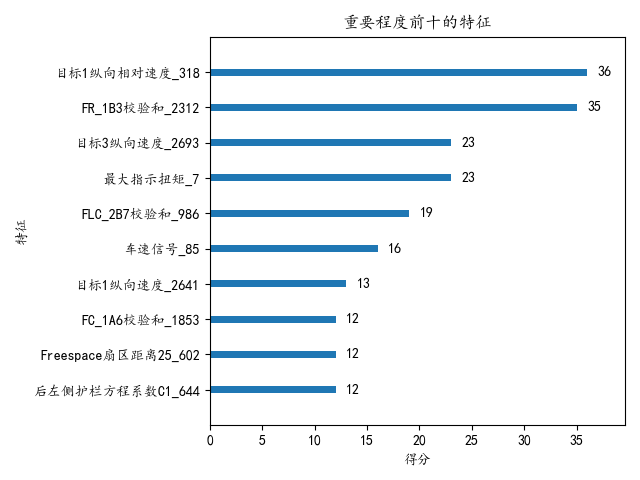 重要程度前十的特征
目标1纵向相对速度_318
36
FR_1B3校验和_2312
35
目标3纵向速度_2693
23
最大指示扭矩_7
23
FLC_2B7校验和_986
19
车速信号_85
16
目标1纵向速度_2641
13
FC_1A6校验和_1853
12
Freespace扇区距离25_602
12
后左侧护栏方程系数C1_644
12
特征
0 5 10 15 20 25 30 35
得分